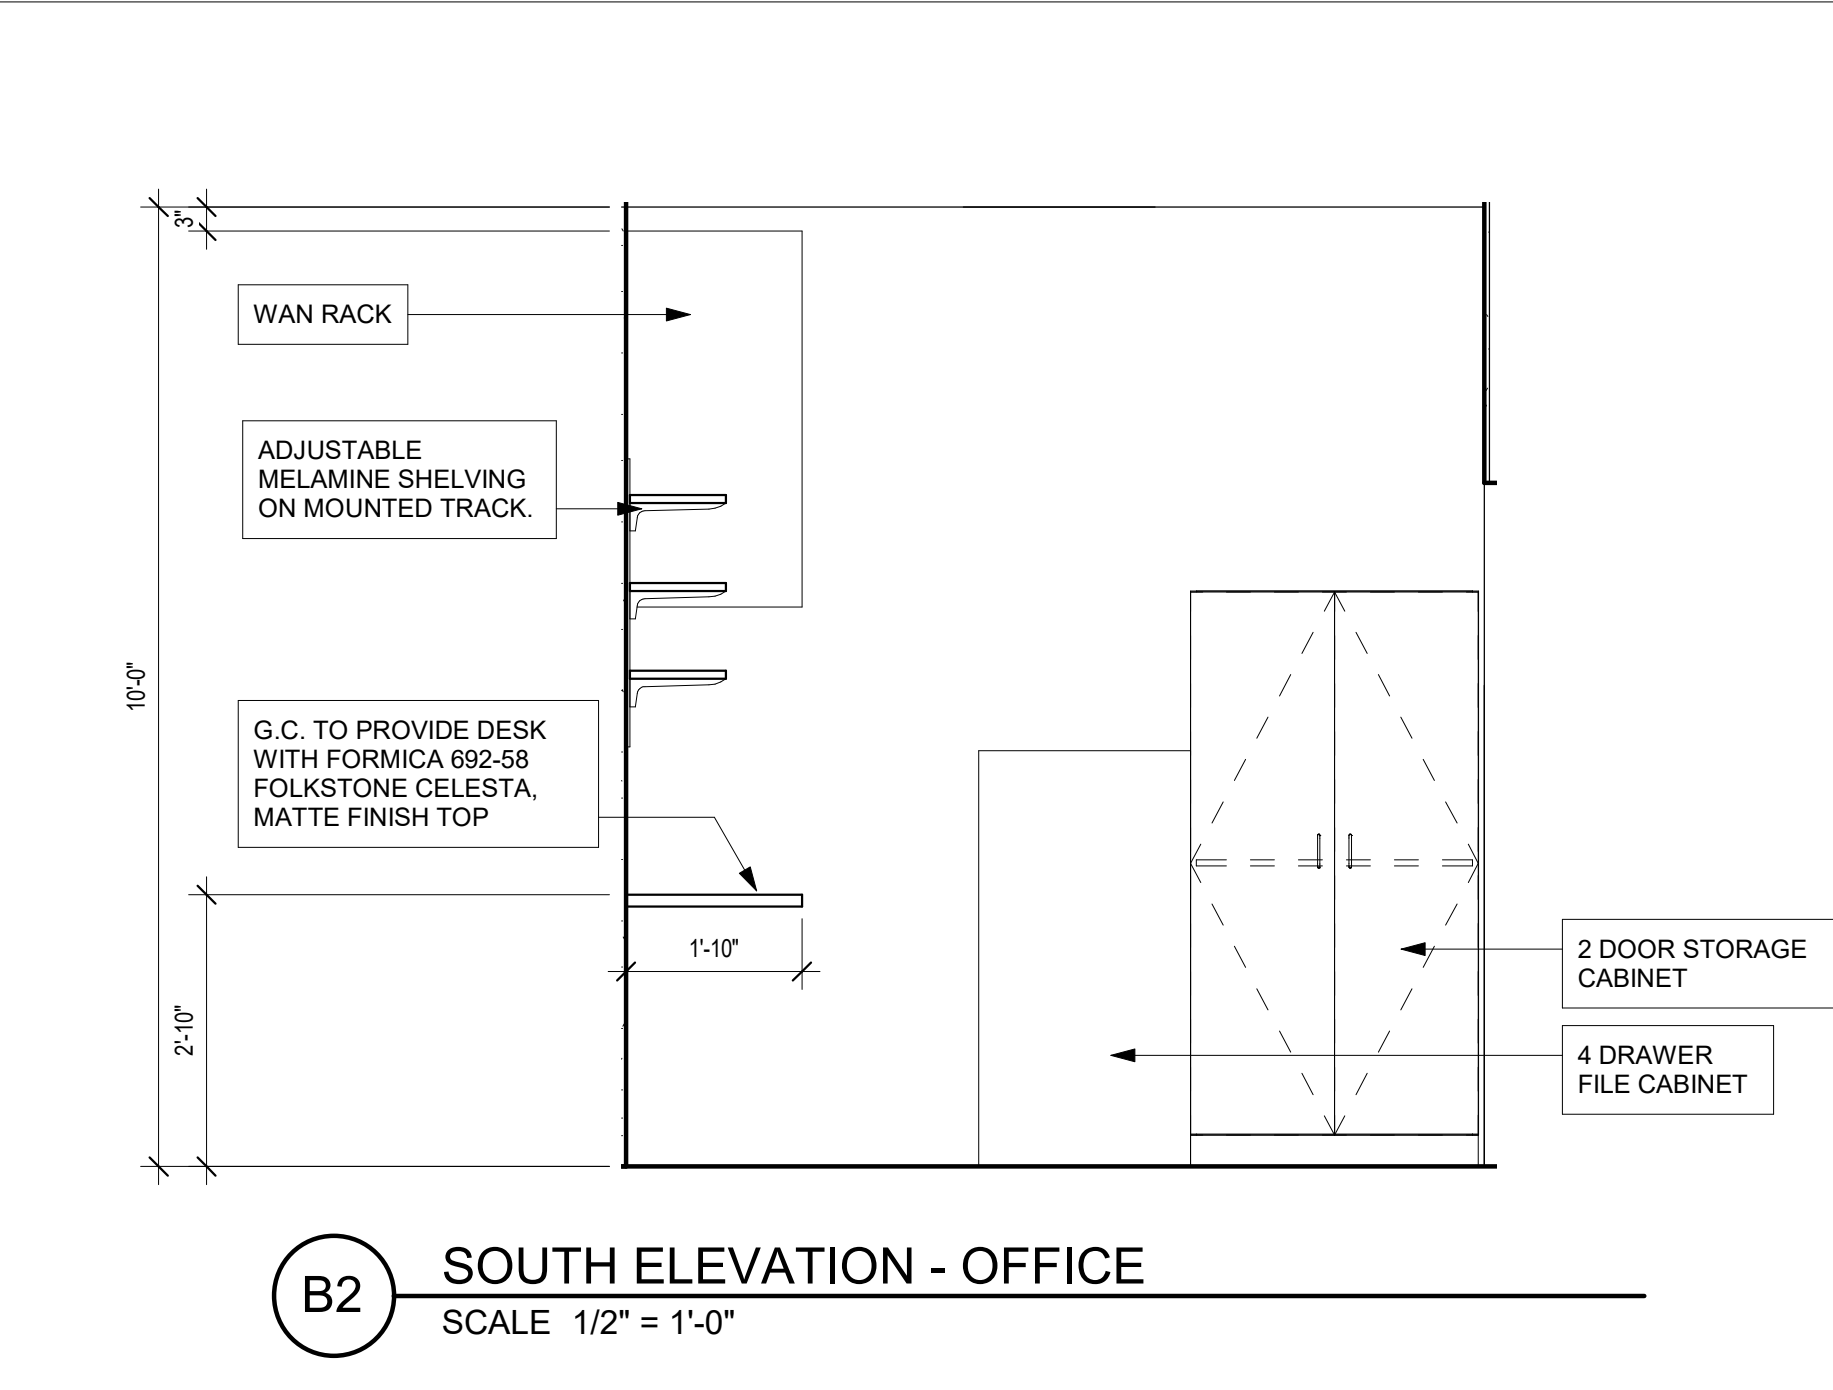 3"
WAN RACK
ADJUSTABLE
MELAMINE SHELVING
ON MOUNTED TRACK.
10'-0"
G.C. TO PROVIDE DESK
WITH FORMICA 692-58
FOLKSTONE CELESTA,
MATTE FINISH TOP
1'-10"
2'-10"
2 DOOR STORAGE
CABINET
4 DRAWER
FILE CABINET
B2
SOUTH ELEVATION - OFFICE
SCALE 1/2" = 1'-0"